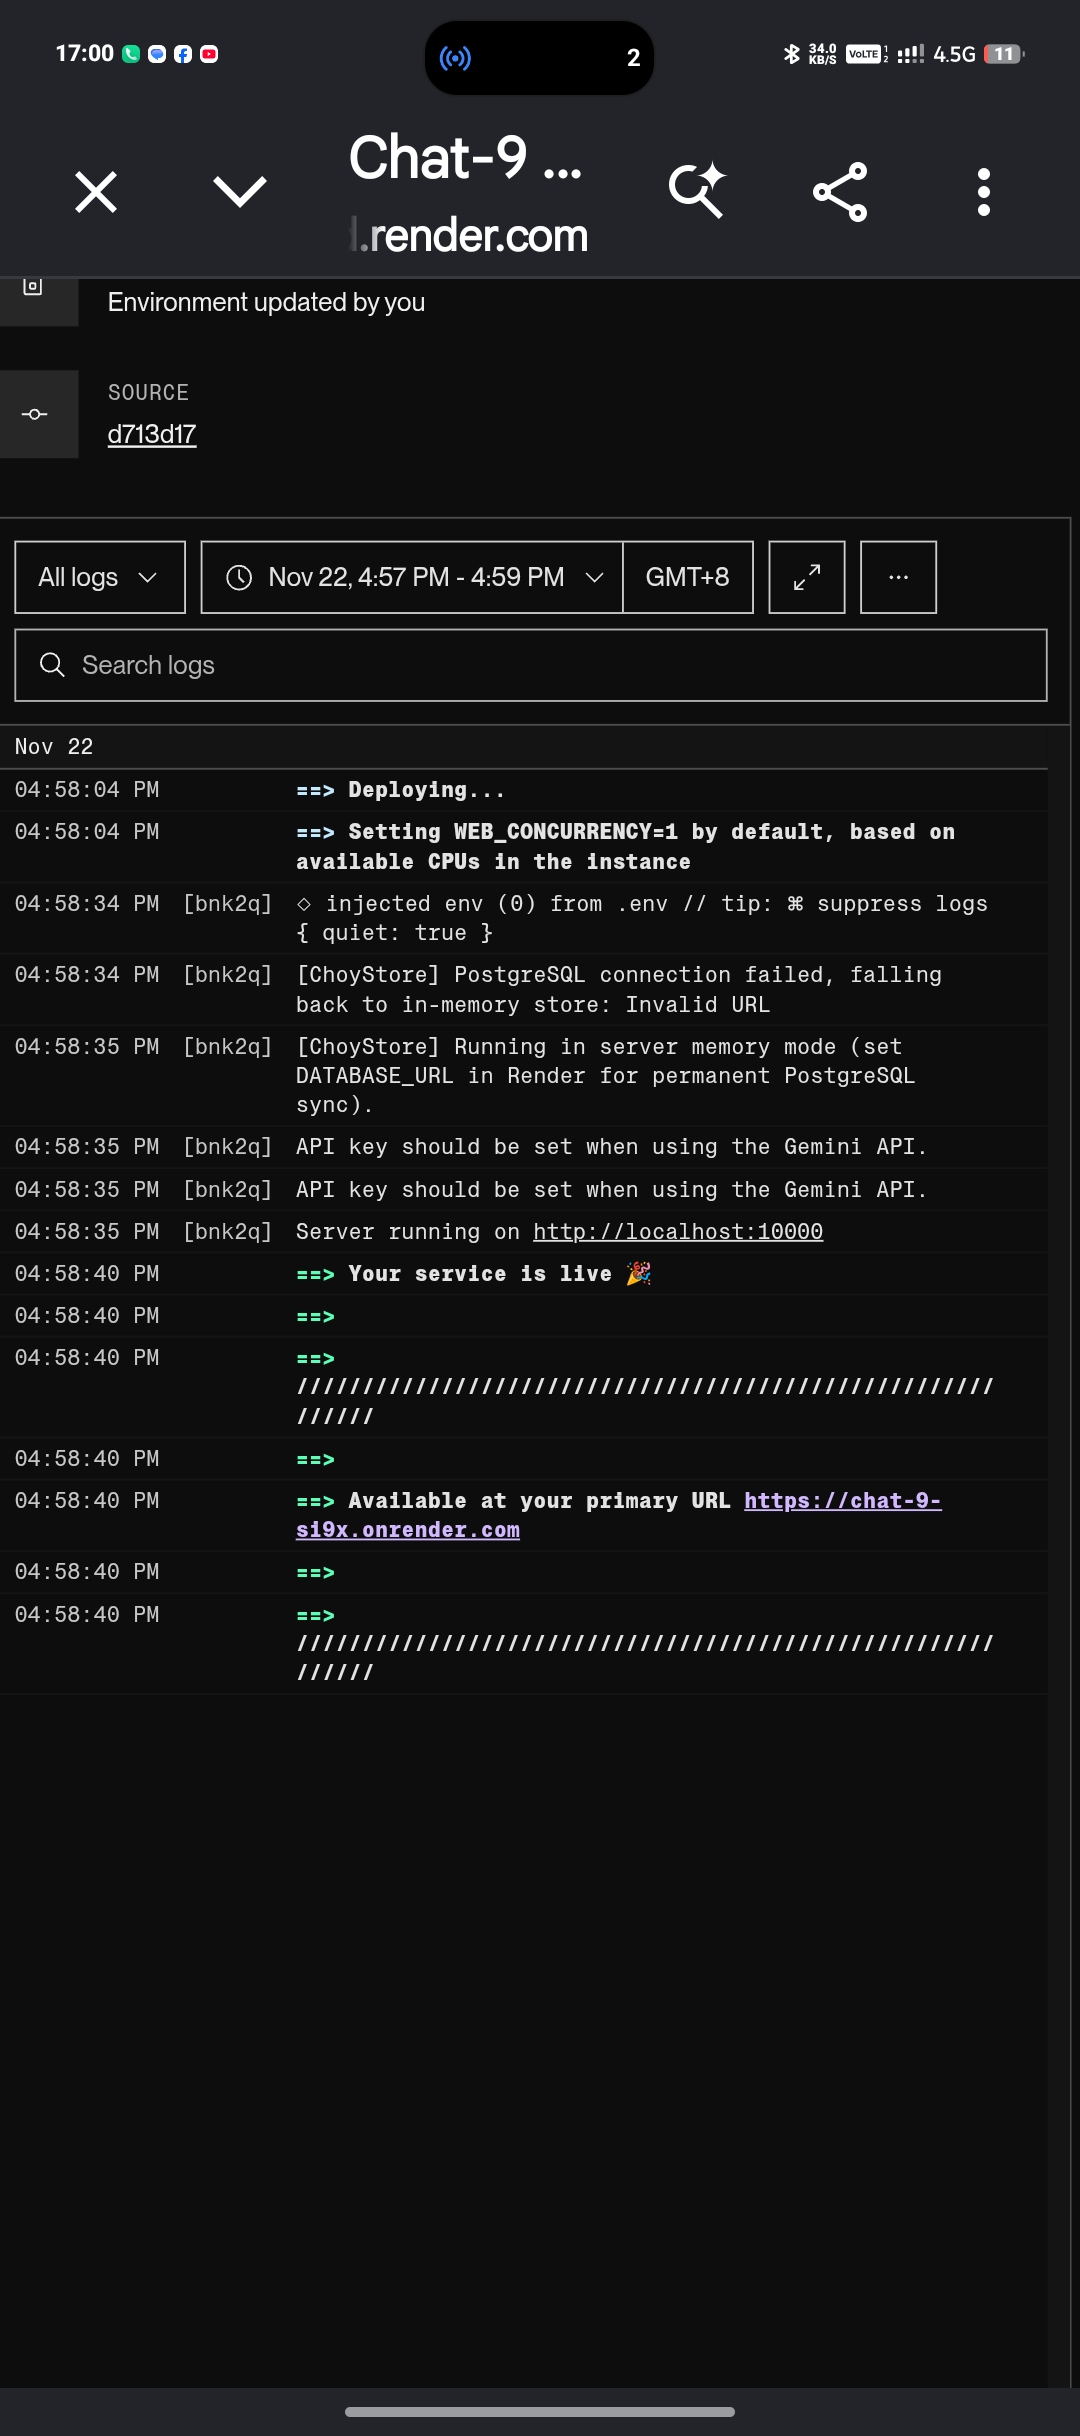 17:00
2
34.0
KB/S
VoLTE
1
2
4.5G
11
Chat-9 ...
.render.com
Environment updated by you
SOURCE
d713d17
All logs
Nov 22, 4:57 PM - 4:59 PM
GMT+8
...
Search logs
Nov 22
04:58:04 PM ==> Deploying...
04:58:04 PM ==> Setting WEB_CONCURRENCY=1 by default, based on
available CPUs in the instance
04:58:34 PM [bnk2q] ◇ injected env (0) from .env // tip: ⌘ suppress logs
{ quiet: true }
04:58:34 PM [bnk2q] [ChoyStore] PostgreSQL connection failed, falling
back to in-memory store: Invalid URL
04:58:35 PM [bnk2q] [ChoyStore] Running in server memory mode (set
DATABASE_URL in Render for permanent PostgreSQL
sync).
04:58:35 PM [bnk2q] API key should be set when using the Gemini API.
04:58:35 PM [bnk2q] API key should be set when using the Gemini API.
04:58:35 PM [bnk2q] Server running on http://localhost:10000
04:58:40 PM ==> Your service is live 🎉
04:58:40 PM ==>
04:58:40 PM ==>
/////////////////////////////////////////////////////
//////
04:58:40 PM ==>
04:58:40 PM ==> Available at your primary URL https://chat-9-
si9x.onrender.com
04:58:40 PM ==>
04:58:40 PM ==>
/////////////////////////////////////////////////////
//////